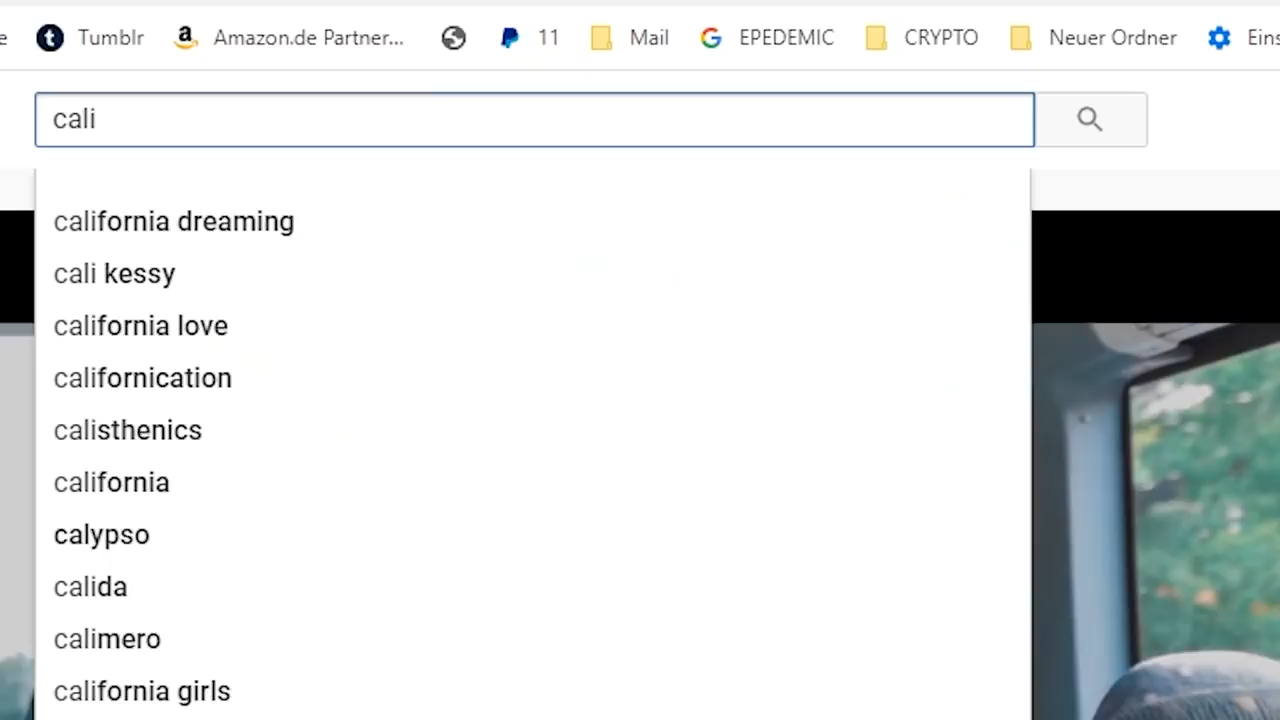 e Tumblr Amazon.de Partner... 11 Mail EPEDEMIC CRYPTO Neuer Ordner Eins
cali
california dreaming
cali kessy
california love
californication
calisthenics
california
calypso
calida
calimero
california girls